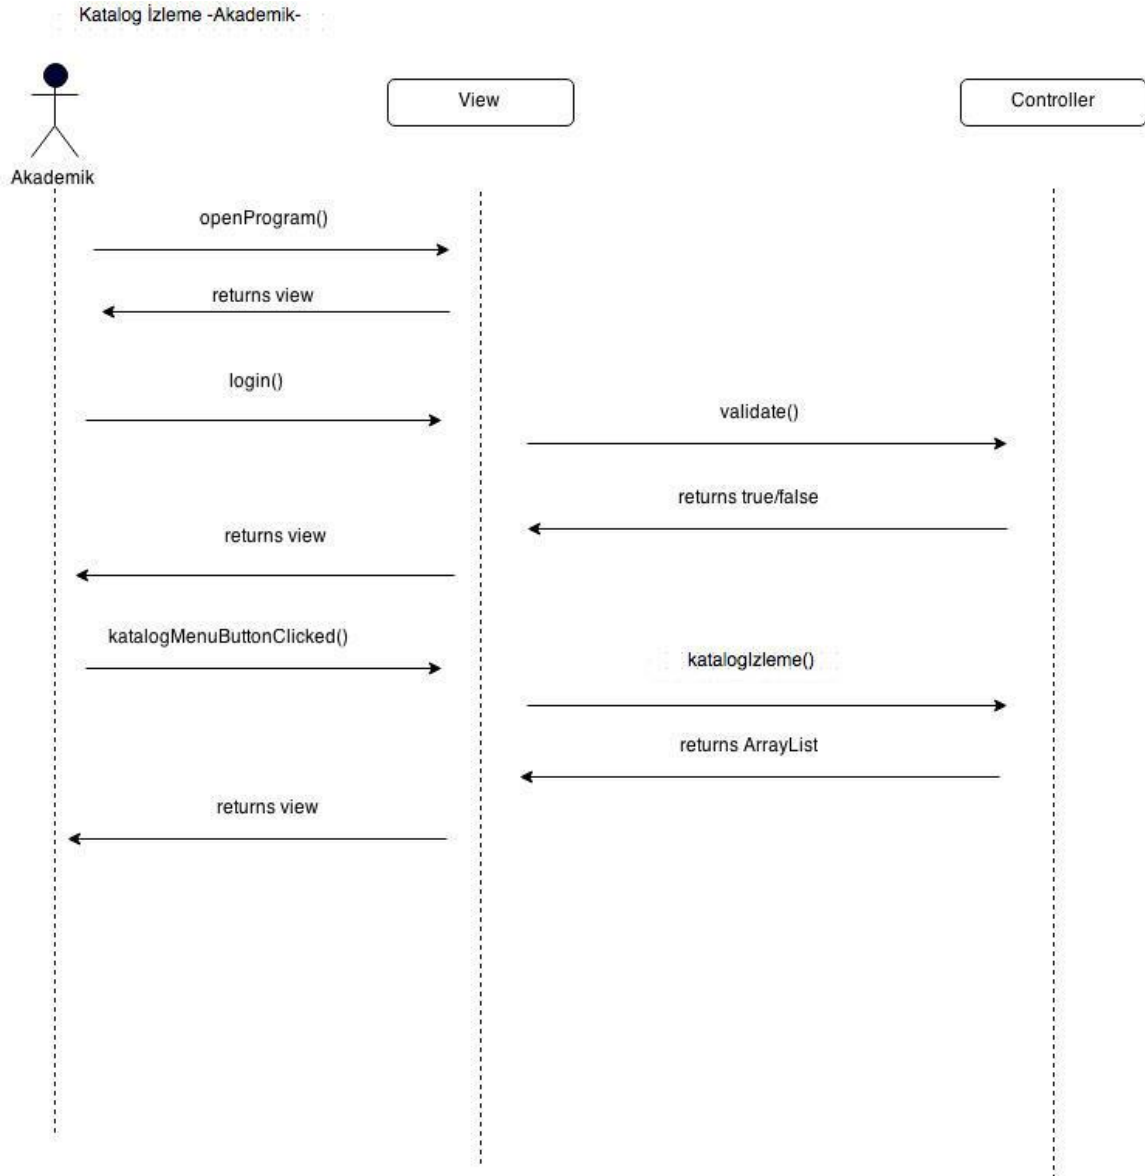 Katalog İzleme -Akademik-
View
Controller
Akademik
openProgram()
returns view
login()
validate()
returns true/false
returns view
katalogMenuButtonClicked()
katalogIzleme()
returns ArrayList
returns view